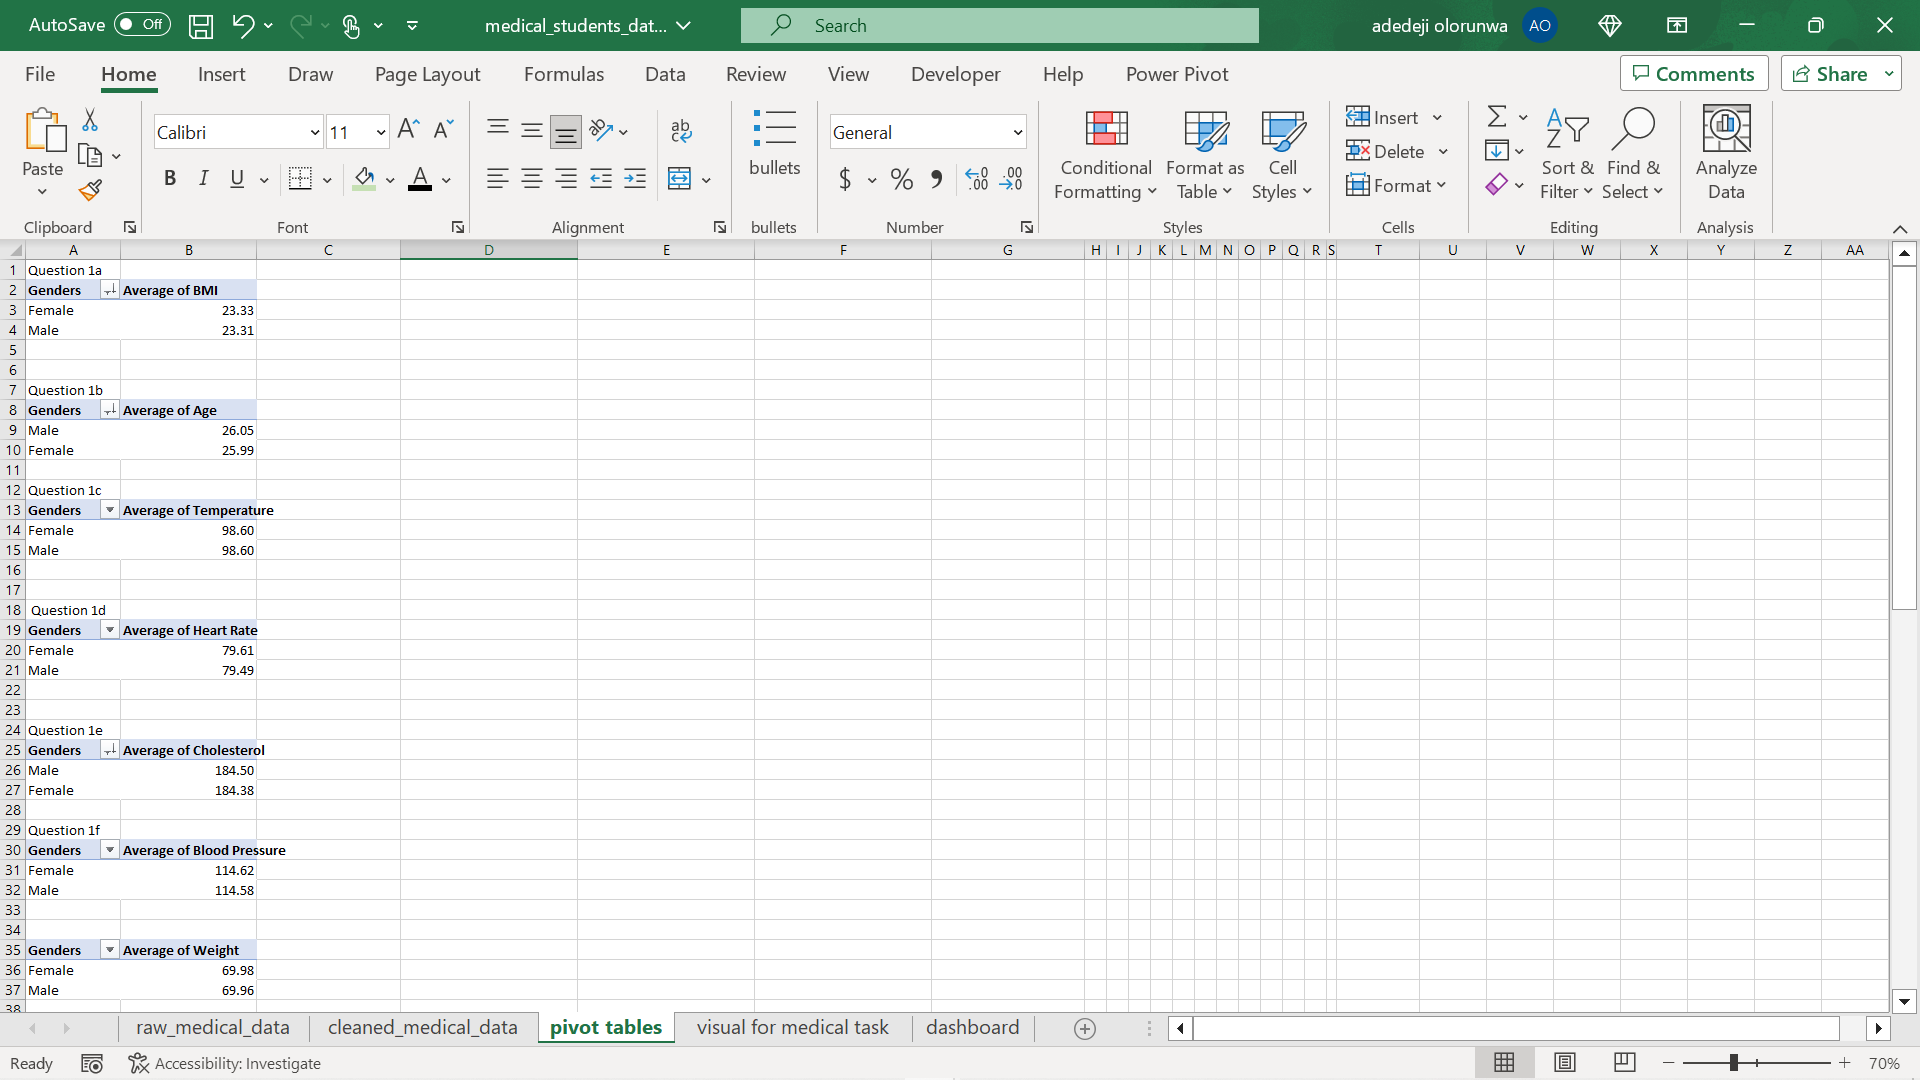 AutoSave Off medical_students_dat... Search adedeji olorunwa AO
File Home Insert Draw Page Layout Formulas Data Review View Developer Help Power Pivot Comments Share
Paste
Calibri 11
B I U
A
ab
bullets
General
$ % 9
Conditional Formatting
Format as Table
Cell Styles
Insert
Delete
Format
Sort & Filter
Find & Select
Analyze Data
Clipboard Font Alignment bullets Number Styles Cells Editing Analysis
A B C D E F G H I J K L M N O P Q R S T U V W X Y Z AA
1 Question 1a
2 Genders Average of BMI
3 Female 23.33
4 Male 23.31
5
6
7 Question 1b
8 Genders Average of Age
9 Male 26.05
10 Female 25.99
11
12 Question 1c
13 Genders Average of Temperature
14 Female 98.60
15 Male 98.60
16
17
18 Question 1d
19 Genders Average of Heart Rate
20 Female 79.61
21 Male 79.49
22
23
24 Question 1e
25 Genders Average of Cholesterol
26 Male 184.50
27 Female 184.38
28
29 Question 1f
30 Genders Average of Blood Pressure
31 Female 114.62
32 Male 114.58
33
34
35 Genders Average of Weight
36 Female 69.98
37 Male 69.96
38
raw_medical_data cleaned_medical_data pivot tables visual for medical task dashboard
Ready Accessibility: Investigate 70%